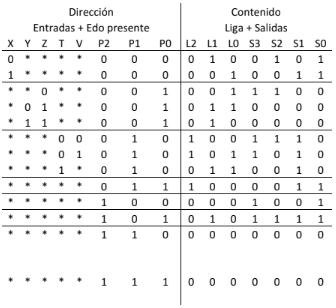 Dirección Contenido
Entradas + Edo presente Liga + Salidas
X Y Z T V P2 P1 P0 L2 L1 L0 S3 S2 S1 S0
0 * * * * 0 0 0 0 1 0 0 1 0 1
1 * * * * 0 0 0 0 0 1 0 0 1 1
* * 0 * * 0 0 1 0 0 1 1 1 0 0
* 0 1 * * 0 0 1 0 1 0 1 1 0 0
* 1 1 * * 0 0 1 0 1 1 1 1 0 0
* * * 0 0 0 1 0 1 0 0 1 1 1 0
* * * 0 1 0 1 0 1 0 1 1 0 1 0
* * * 1 * 0 1 0 0 1 1 0 0 1 0
* * * * * 0 1 1 1 0 0 0 0 1 1
* * * * * 1 0 0 0 0 0 1 0 0 1
* * * * * 1 0 1 0 1 0 1 1 1 1
* * * * * 1 1 0 0 0 0 0 0 0 0
* * * * * 1 1 1 0 0 0 0 0 0 0